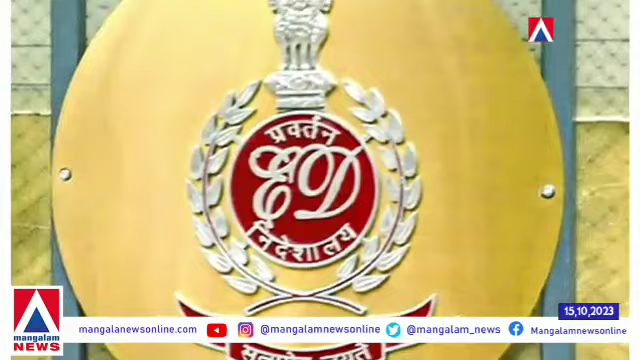 प्रवर्तन
ED
निदेशालय
15,10,2023
mangalam
NEWS
mangalanewsonline.com
@mangalamnewsonline
@mangalam_news
Mangalamnewsonline